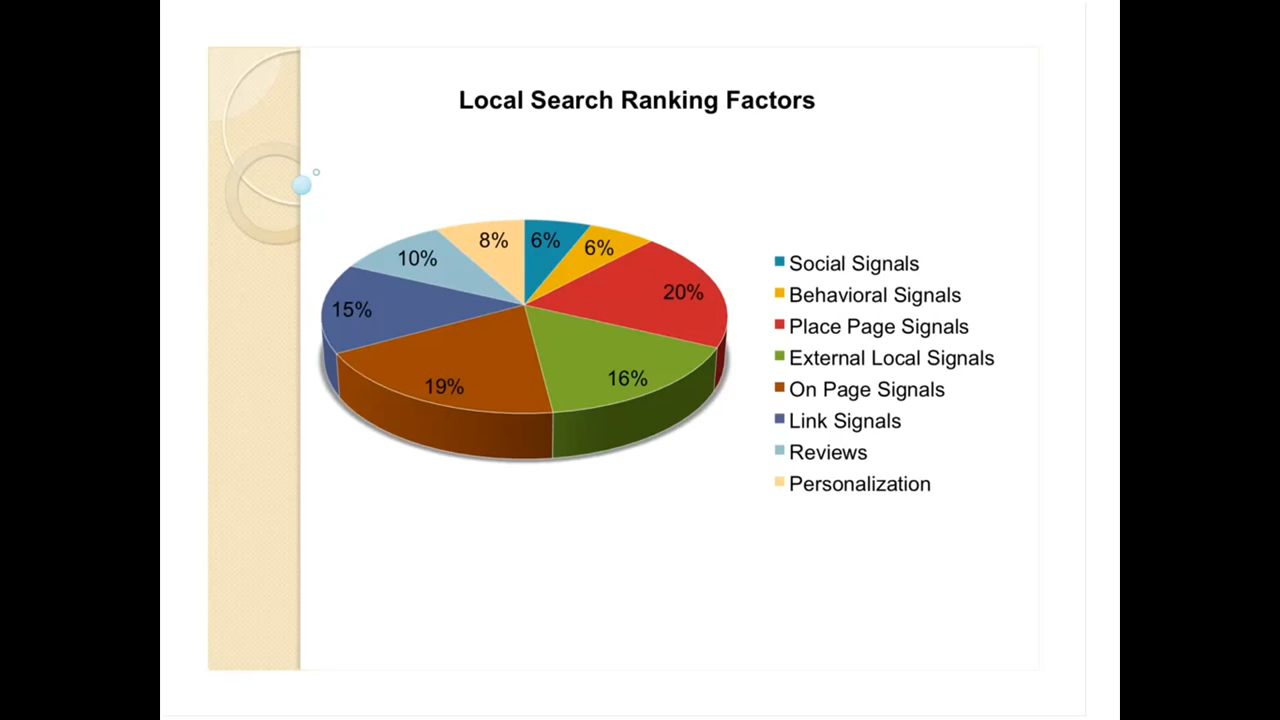 Local Search Ranking Factors
8%
6%
6%
10%
20%
15%
16%
19%
Social Signals
Behavioral Signals
Place Page Signals
External Local Signals
On Page Signals
Link Signals
Reviews
Personalization